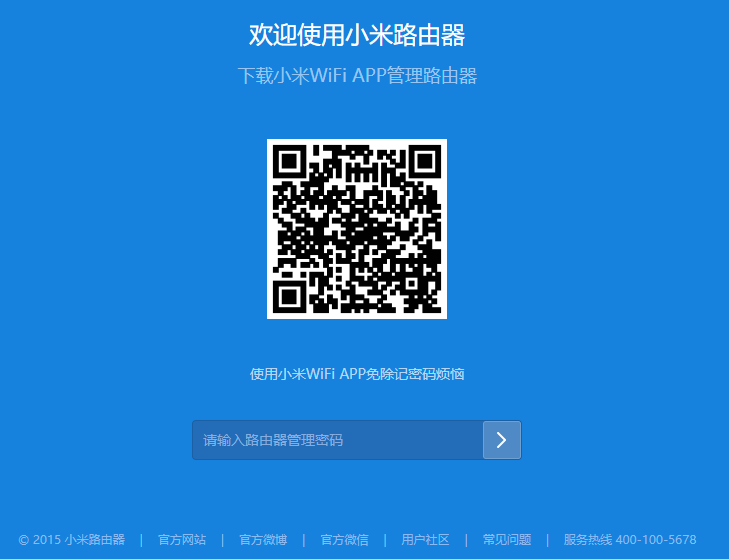 欢迎使用小米路由器
下载小米WiFi APP管理路由器
使用小米WiFi APP免除记密码烦恼
请输入路由器管理密码
© 2015 小米路由器 | 官方网站 | 官方微博 | 官方微信 | 用户社区 | 常见问题 | 服务热线 400-100-5678